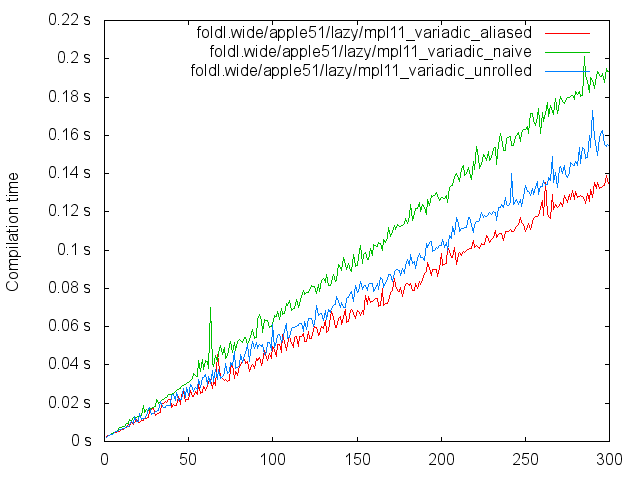 foldl.wide/apple51/lazy/mpl11_variadic_aliased
foldl.wide/apple51/lazy/mpl11_variadic_naive
foldl.wide/apple51/lazy/mpl11_variadic_unrolled
Compilation time
0.22 s
0.2 s
0.18 s
0.16 s
0.14 s
0.12 s
0.1 s
0.08 s
0.06 s
0.04 s
0.02 s
0 s
0 50 100 150 200 250 300